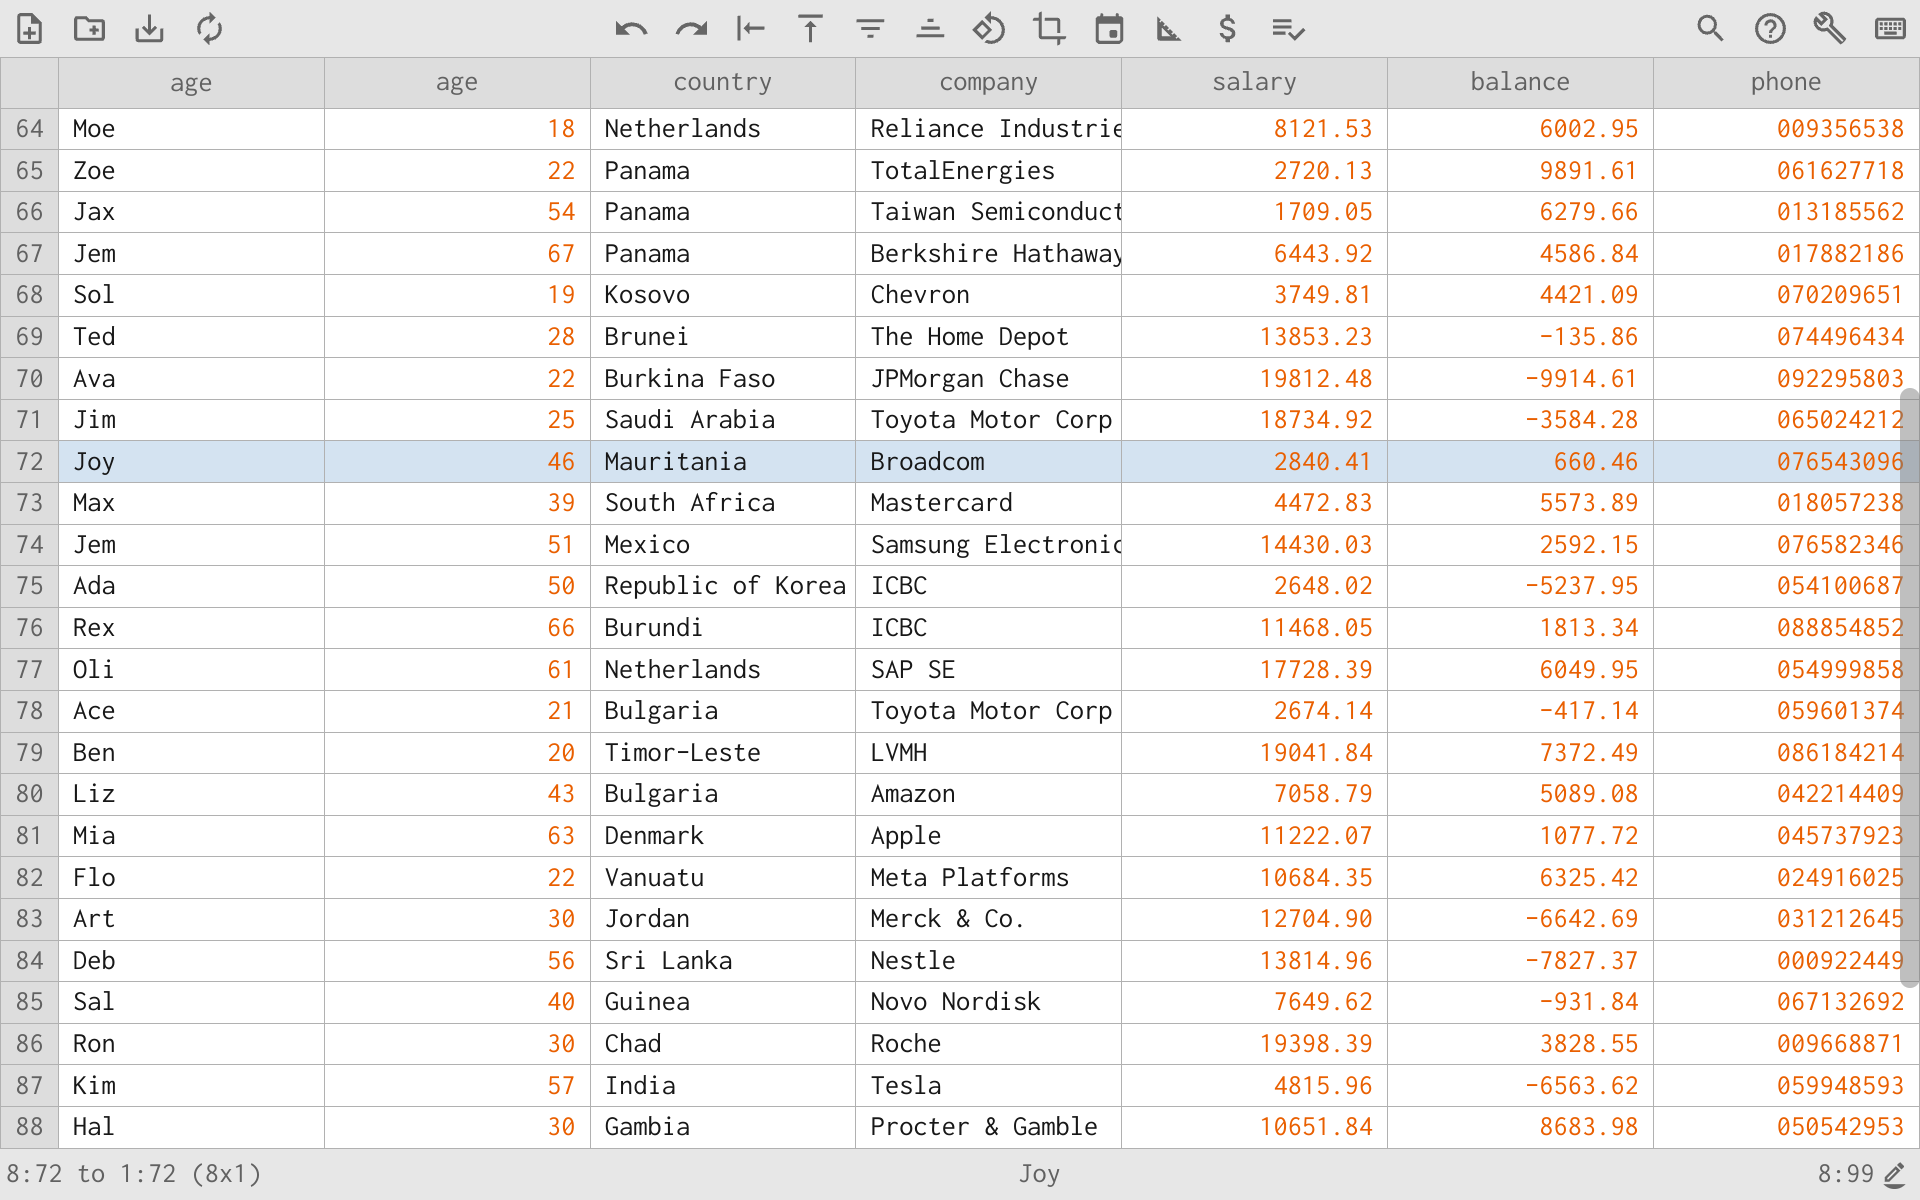 age age country company salary balance phone
64 Moe 18 Netherlands Reliance Industrie 8121.53 6002.95 009356538
65 Zoe 22 Panama TotalEnergies 2720.13 9891.61 061627718
66 Jax 54 Panama Taiwan Semiconduct 1709.05 6279.66 013185562
67 Jem 67 Panama Berkshire Hathaway 6443.92 4586.84 017882186
68 Sol 19 Kosovo Chevron 3749.81 4421.09 070209651
69 Ted 28 Brunei The Home Depot 13853.23 -135.86 074496434
70 Ava 22 Burkina Faso JPMorgan Chase 19812.48 -9914.61 092295803
71 Jim 25 Saudi Arabia Toyota Motor Corp 18734.92 -3584.28 065024212
72 Joy 46 Mauritania Broadcom 2840.41 660.46 076543096
73 Max 39 South Africa Mastercard 4472.83 5573.89 018057238
74 Jem 51 Mexico Samsung Electronic 14430.03 2592.15 076582346
75 Ada 50 Republic of Korea ICBC 2648.02 -5237.95 054100687
76 Rex 66 Burundi ICBC 11468.05 1813.34 088854852
77 Oli 61 Netherlands SAP SE 17728.39 6049.95 054999858
78 Ace 21 Bulgaria Toyota Motor Corp 2674.14 -417.14 059601374
79 Ben 20 Timor-Leste LVMH 19041.84 7372.49 086184214
80 Liz 43 Bulgaria Amazon 7058.79 5089.08 042214409
81 Mia 63 Denmark Apple 11222.07 1077.72 045737923
82 Flo 22 Vanuatu Meta Platforms 10684.35 6325.42 024916025
83 Art 30 Jordan Merck & Co. 12704.90 -6642.69 031212645
84 Deb 56 Sri Lanka Nestle 13814.96 -7827.37 000922449
85 Sal 40 Guinea Novo Nordisk 7649.62 -931.84 067132692
86 Ron 30 Chad Roche 19398.39 3828.55 009668871
87 Kim 57 India Tesla 4815.96 -6563.62 059948593
88 Hal 30 Gambia Procter & Gamble 10651.84 8683.98 050542953
8:72 to 1:72 (8x1) Joy 8:99